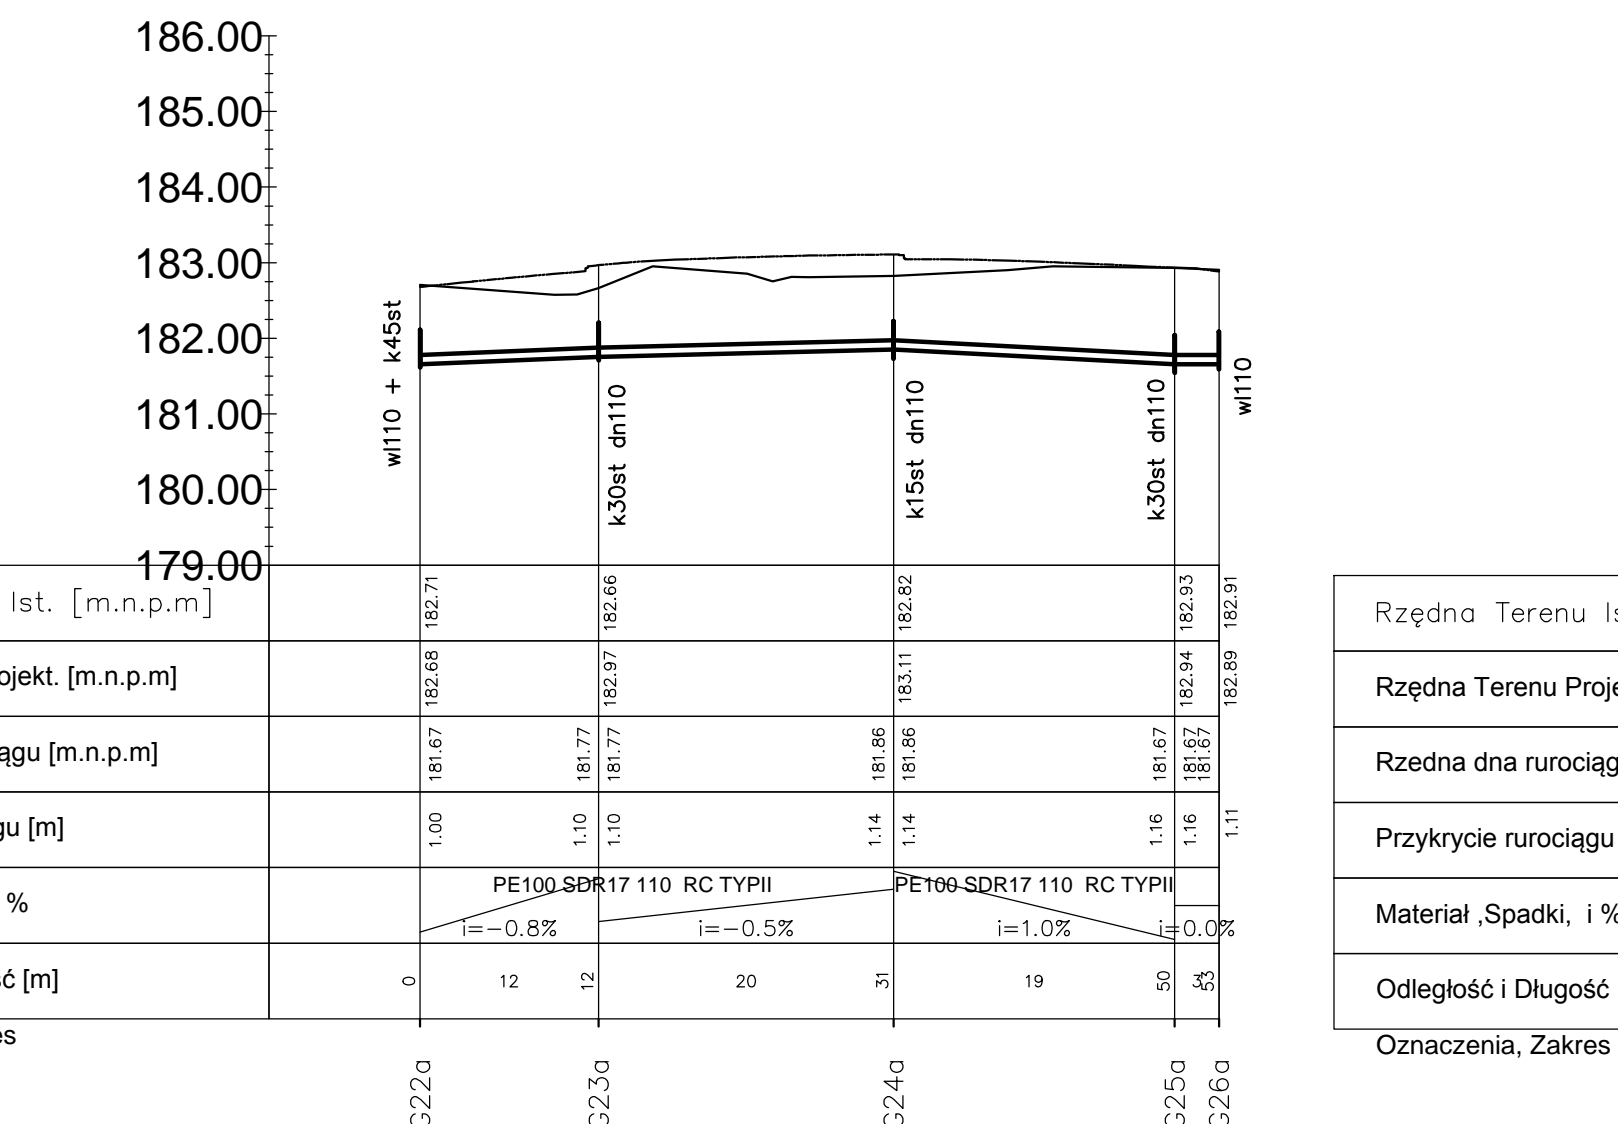 186.00
185.00
184.00
183.00
182.00
181.00
180.00
179.00
wl110 + k45st
k30st dn110
k15st dn110
k30st dn110
wl110
Ist. [m.n.p.m]
182.71
182.66
182.82
182.93
182.91
ojekt. [m.n.p.m]
182.68
182.97
183.11
182.94
182.89
ągu [m.n.p.m]
181.67
181.77
181.77
181.86
181.86
181.67
181.67
181.67
gu [m]
1.00
1.10
1.10
1.14
1.14
1.16
1.16
1.11
%
PE100 SDR17 110 RC TYPII
PE100 SDR17 110 RC TYPII
i=-0.8%
i=-0.5%
i=1.0%
i=0.0%
ść [m]
0
12
12
20
31
19
50
3
53
es
G22a
G23a
G24a
G25a
G26a
Rzędna Terenu Is
Rzędna Terenu Proje
Rzedna dna rurociąg
Przykrycie rurociągu
Materiał ,Spadki, i %
Odległość i Długość
Oznaczenia, Zakres